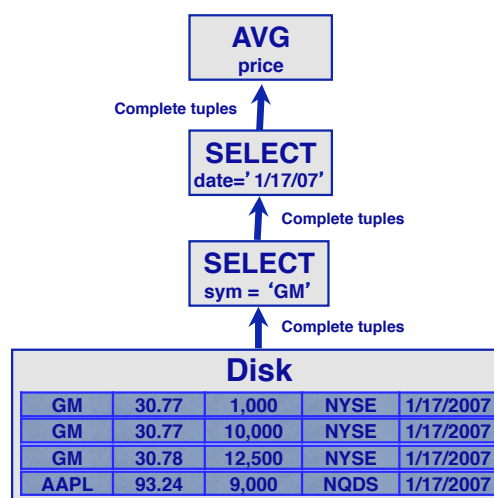 AVG
price
Complete tuples
SELECT
date=’ 1/17/07’
Complete tuples
SELECT
sym = ‘GM’
Complete tuples
Disk
GM 30.77 1,000 NYSE 1/17/2007
GM 30.77 10,000 NYSE 1/17/2007
GM 30.78 12,500 NYSE 1/17/2007
AAPL 93.24 9,000 NQDS 1/17/2007